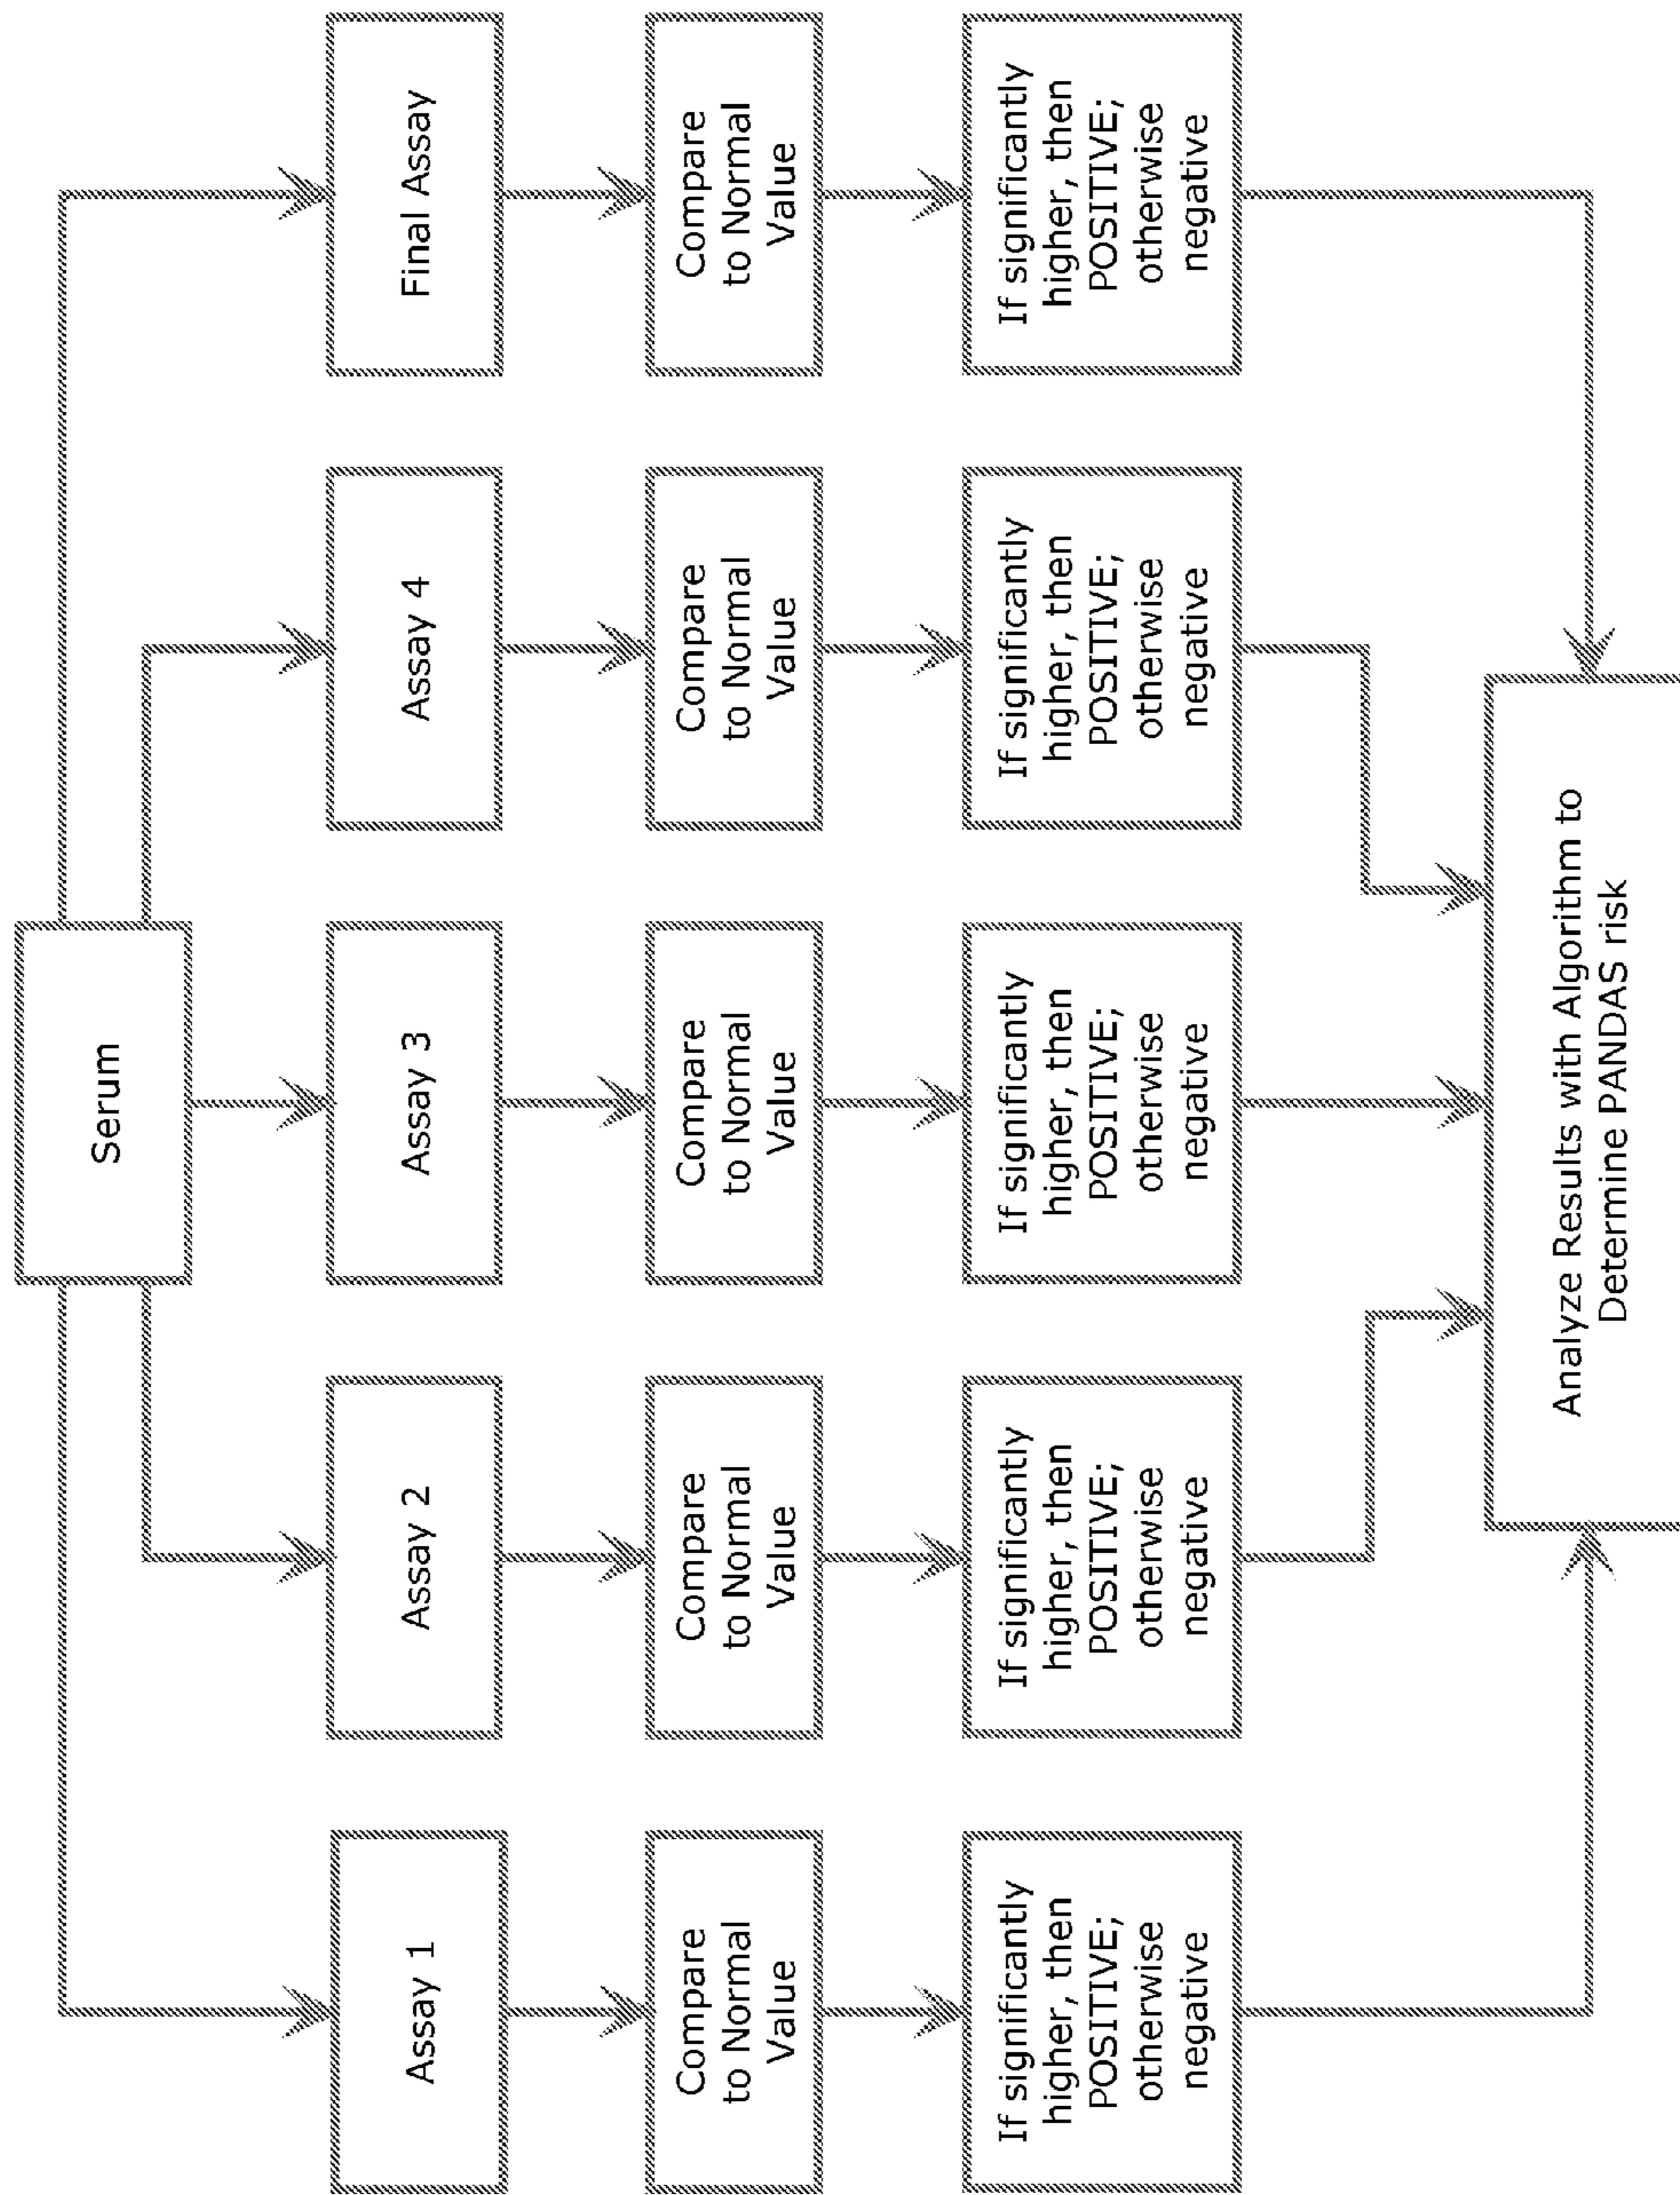 Serum
Assay 1
Assay 2
Assay 3
Assay 4
Final Assay
Compare
to Normal
Value
Compare
to Normal
Value
Compare
to Normal
Value
Compare
to Normal
Value
Compare
to Normal
Value
If significantly
higher, then
POSITIVE;
otherwise
negative
If significantly
higher, then
POSITIVE;
otherwise
negative
If significantly
higher, then
POSITIVE;
otherwise
negative
If significantly
higher, then
POSITIVE;
otherwise
negative
If significantly
higher, then
POSITIVE;
otherwise
negative
Analyze Results with Algorithm to
Determine PANDAS risk